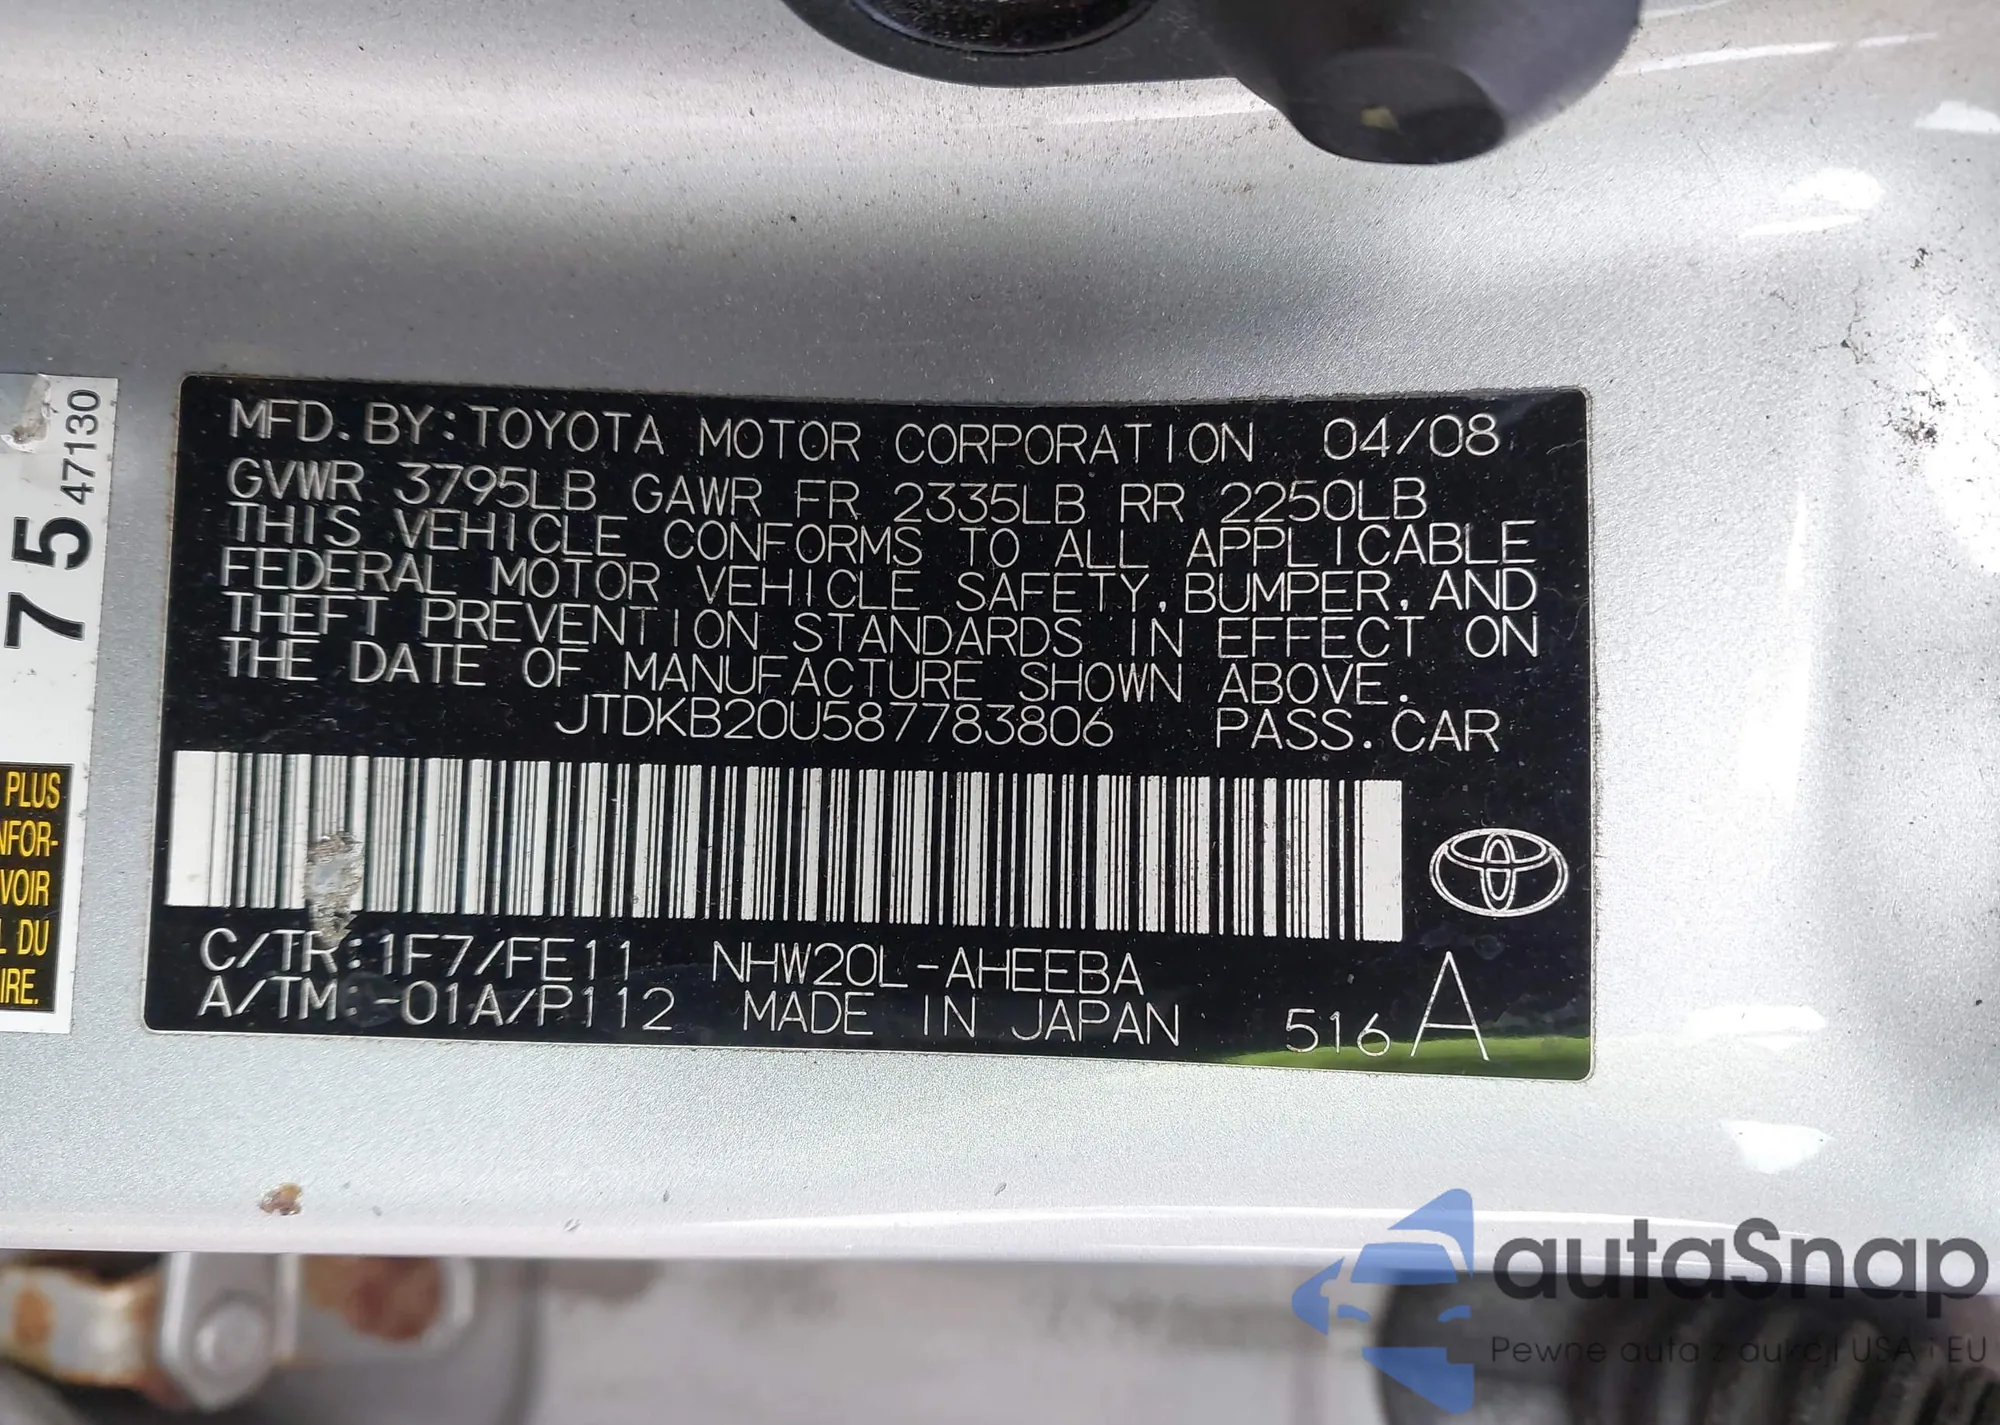 MFD. BY: TOYOTA MOTOR CORPORATION 04/08
GVWR 3795LB GAWR FR 2335LB RR 2250LB
THIS VEHICLE CONFORMS TO ALL APPLICABLE
FEDERAL MOTOR VEHICLE SAFETY, BUMPER, AND
THEFT PREVENTION STANDARDS IN EFFECT ON
THE DATE OF MANUFACTURE SHOWN ABOVE.
JTDKB20U587783806 PASS. CAR
C/TR: 1F7/FE11 NHW20L-AHEEBA
A/TM: -01A/P112 MADE IN JAPAN 516 A
47130
7 5
PLUS
NFOR-
VOIR
L DU
IRE.
autaSnap
Pewne auta z aukcji USA i EU